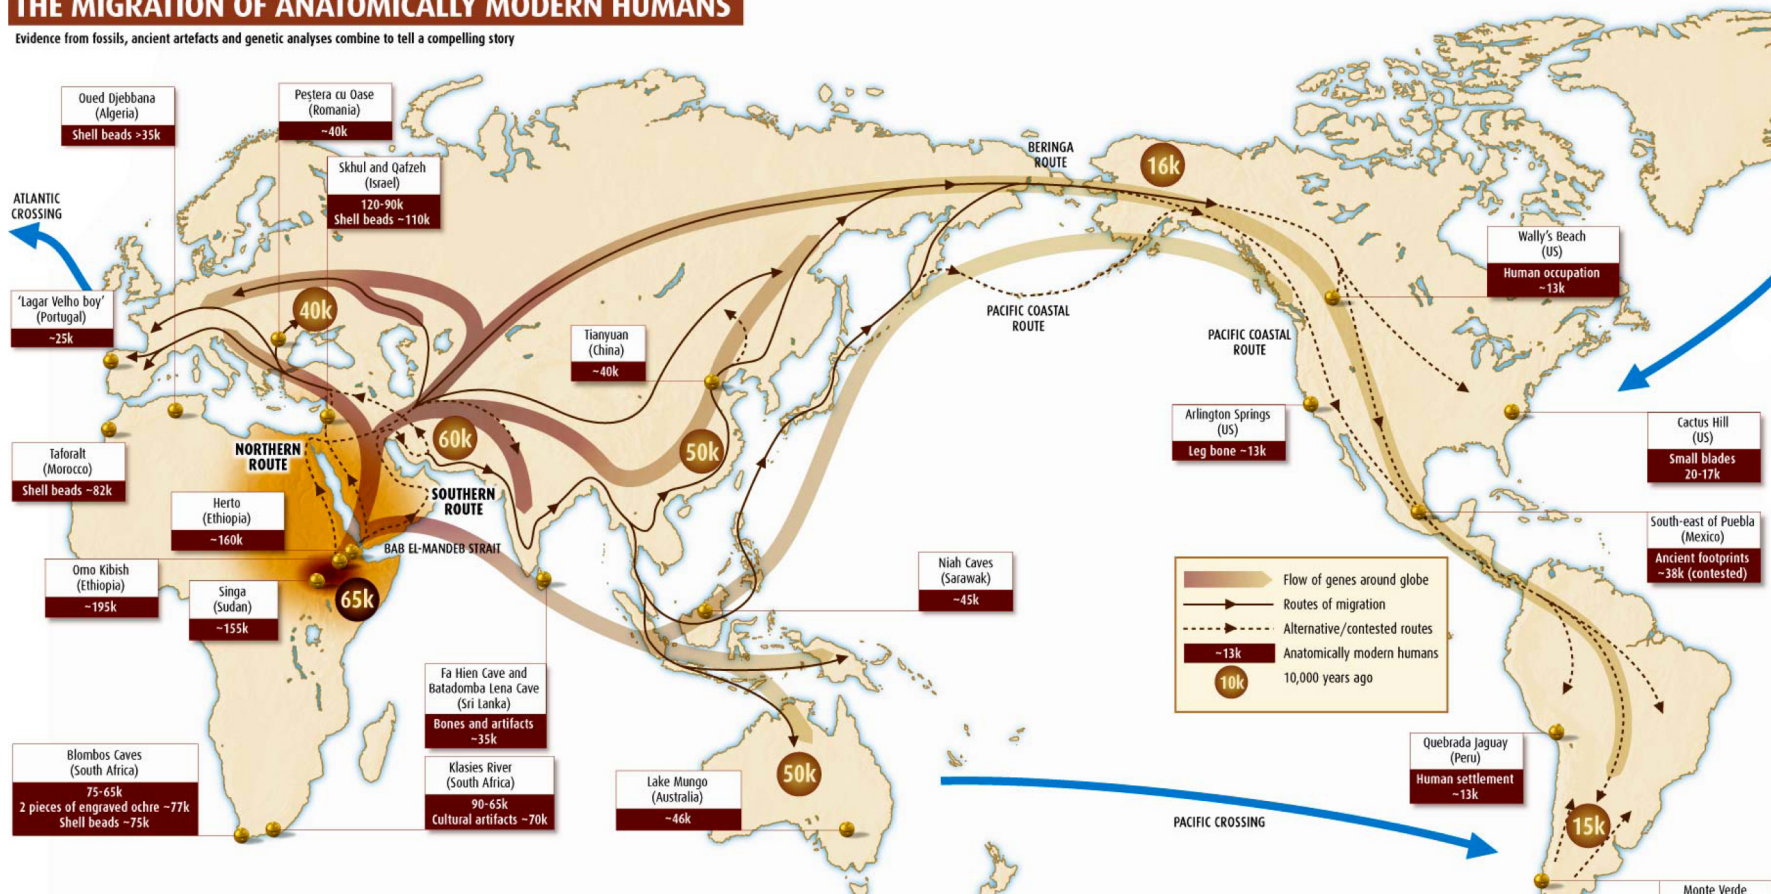 THE MIGRATION OF ANATOMICALLY MODERN HUMANS
Evidence from fossils, ancient artefacts and genetic analyses combine to tell a compelling story
Oued Djebbana
(Algeria)
Shell beads >35k
Peștera cu Oase
(Romania)
~40k
Skhul and Qafzeh
(Israel)
120-90k
Shell beads ~110k
ATLANTIC
CROSSING
'Lagar Velho boy'
(Portugal)
~25k
40k
BERINGA
ROUTE
16k
Wally's Beach
(US)
Human occupation
~13k
PACIFIC COASTAL
ROUTE
PACIFIC COASTAL
ROUTE
Tianyuan
(China)
~40k
Arlington Springs
(US)
Leg bone ~13k
Cactus Hill
(US)
Small blades
20-17k
Taforalt
(Morocco)
Shell beads ~82k
NORTHERN
ROUTE
60k
50k
SOUTHERN
ROUTE
Herto
(Ethiopia)
~160k
BAB EL-MANDEB STRAIT
South-east of Puebla
(Mexico)
Ancient footprints
~38k (contested)
Omo Kibish
(Ethiopia)
~195k
Singa
(Sudan)
~155k
65k
Niah Caves
(Sarawak)
~45k
Flow of genes around globe
Routes of migration
Alternative/contested routes
~13k
Anatomically modern humans
10k
10,000 years ago
Fa Hien Cave and
Batadomba Lena Cave
(Sri Lanka)
Bones and artifacts
~35k
Blombos Caves
(South Africa)
75-65k
2 pieces of engraved ochre ~77k
Shell beads ~75k
Klasies River
(South Africa)
90-65k
Cultural artifacts ~70k
Lake Mungo
(Australia)
~46k
50k
PACIFIC CROSSING
Quebrada Jaguay
(Peru)
Human settlement
~13k
15k
Monte Verde